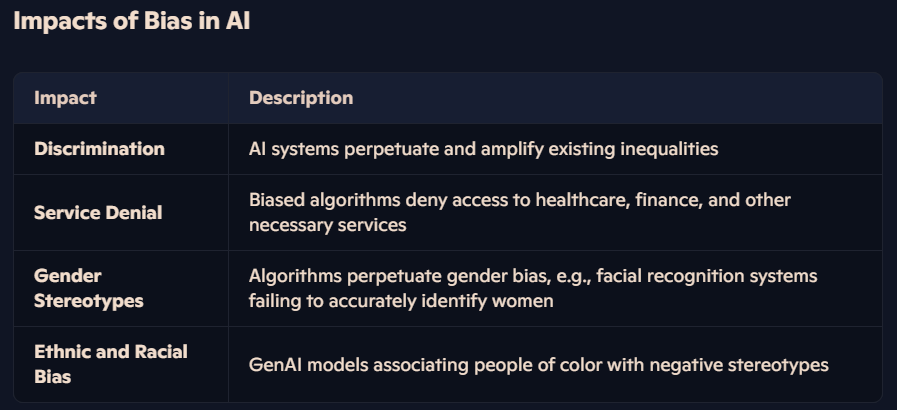 Impacts of Bias in AI
Impact Description
Discrimination AI systems perpetuate and amplify existing inequalities
Service Denial Biased algorithms deny access to healthcare, finance, and other
necessary services
Gender Algorithms perpetuate gender bias, e.g., facial recognition systems
Stereotypes failing to accurately identify women
Ethnic and Racial
Bias
GenAI models associating people of color with negative stereotypes